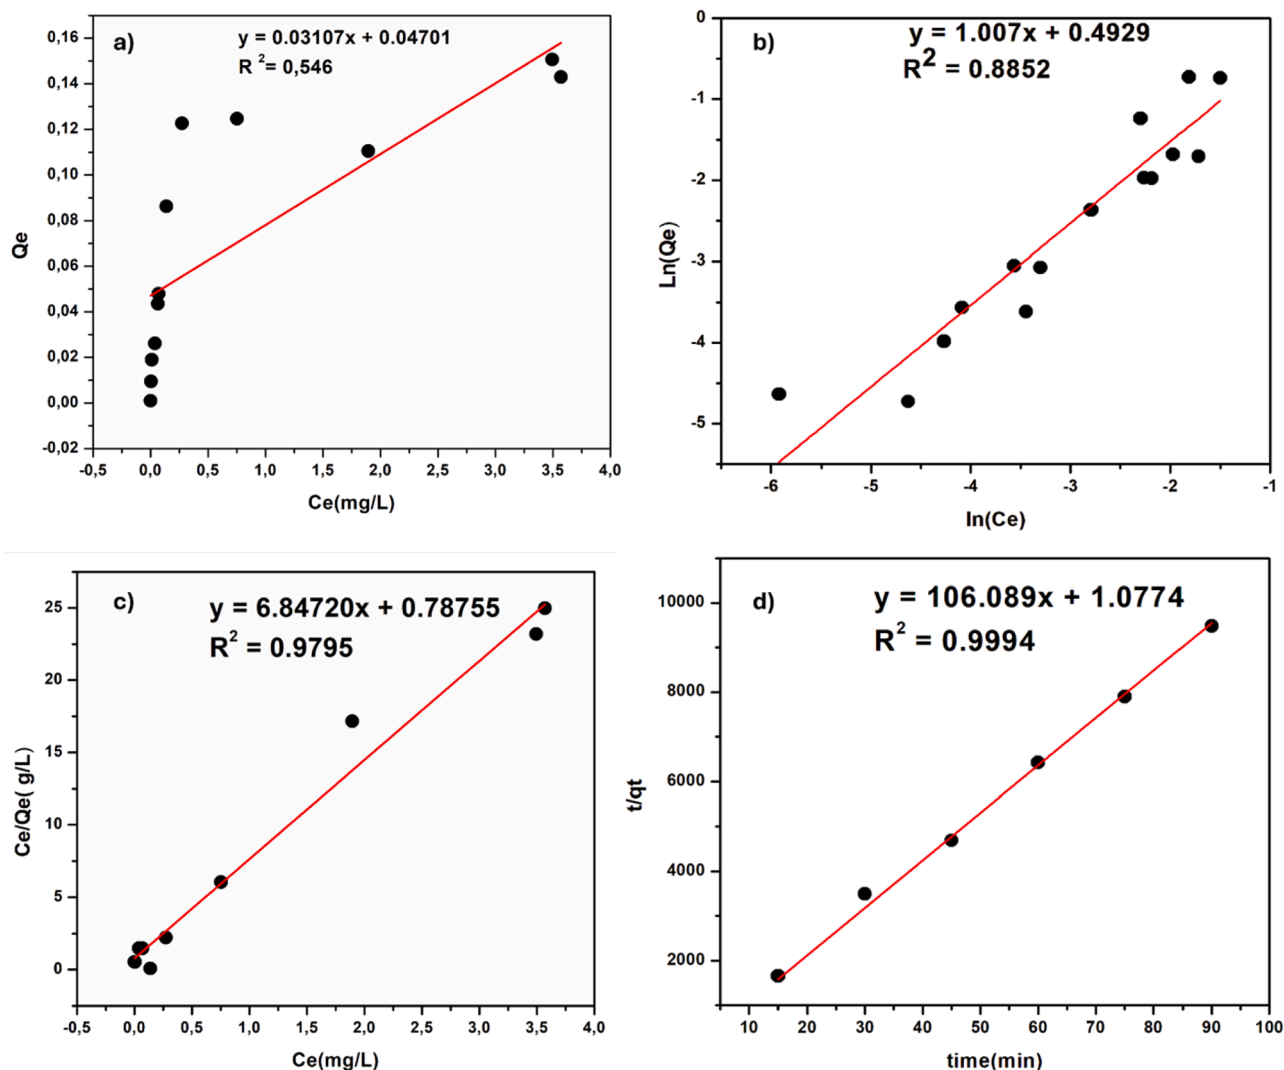 a)
y = 0.03107x + 0.04701
R 2= 0,546
0,16
0,14
0,12
0,10
0,08
0,06
0,04
0,02
0,00
-0,02
Qe
-0,5 0,0 0,5 1,0 1,5 2,0 2,5 3,0 3,5 4,0
Ce(mg/L)
b)
y = 1.007x + 0.4929
R2 = 0.8852
0
-1
-2
-3
-4
-5
Ln(Qe)
-6 -5 -4 -3 -2 -1
ln(Ce)
c)
y = 6.84720x + 0.78755
R2 = 0.9795
25
20
15
10
5
0
Ce/Qe( g/L)
-0,5 0,0 0,5 1,0 1,5 2,0 2,5 3,0 3,5 4,0
Ce(mg/L)
d)
y = 106.089x + 1.0774
R2 = 0.9994
10000
8000
6000
4000
2000
t/qt
10 20 30 40 50 60 70 80 90 100
time(min)